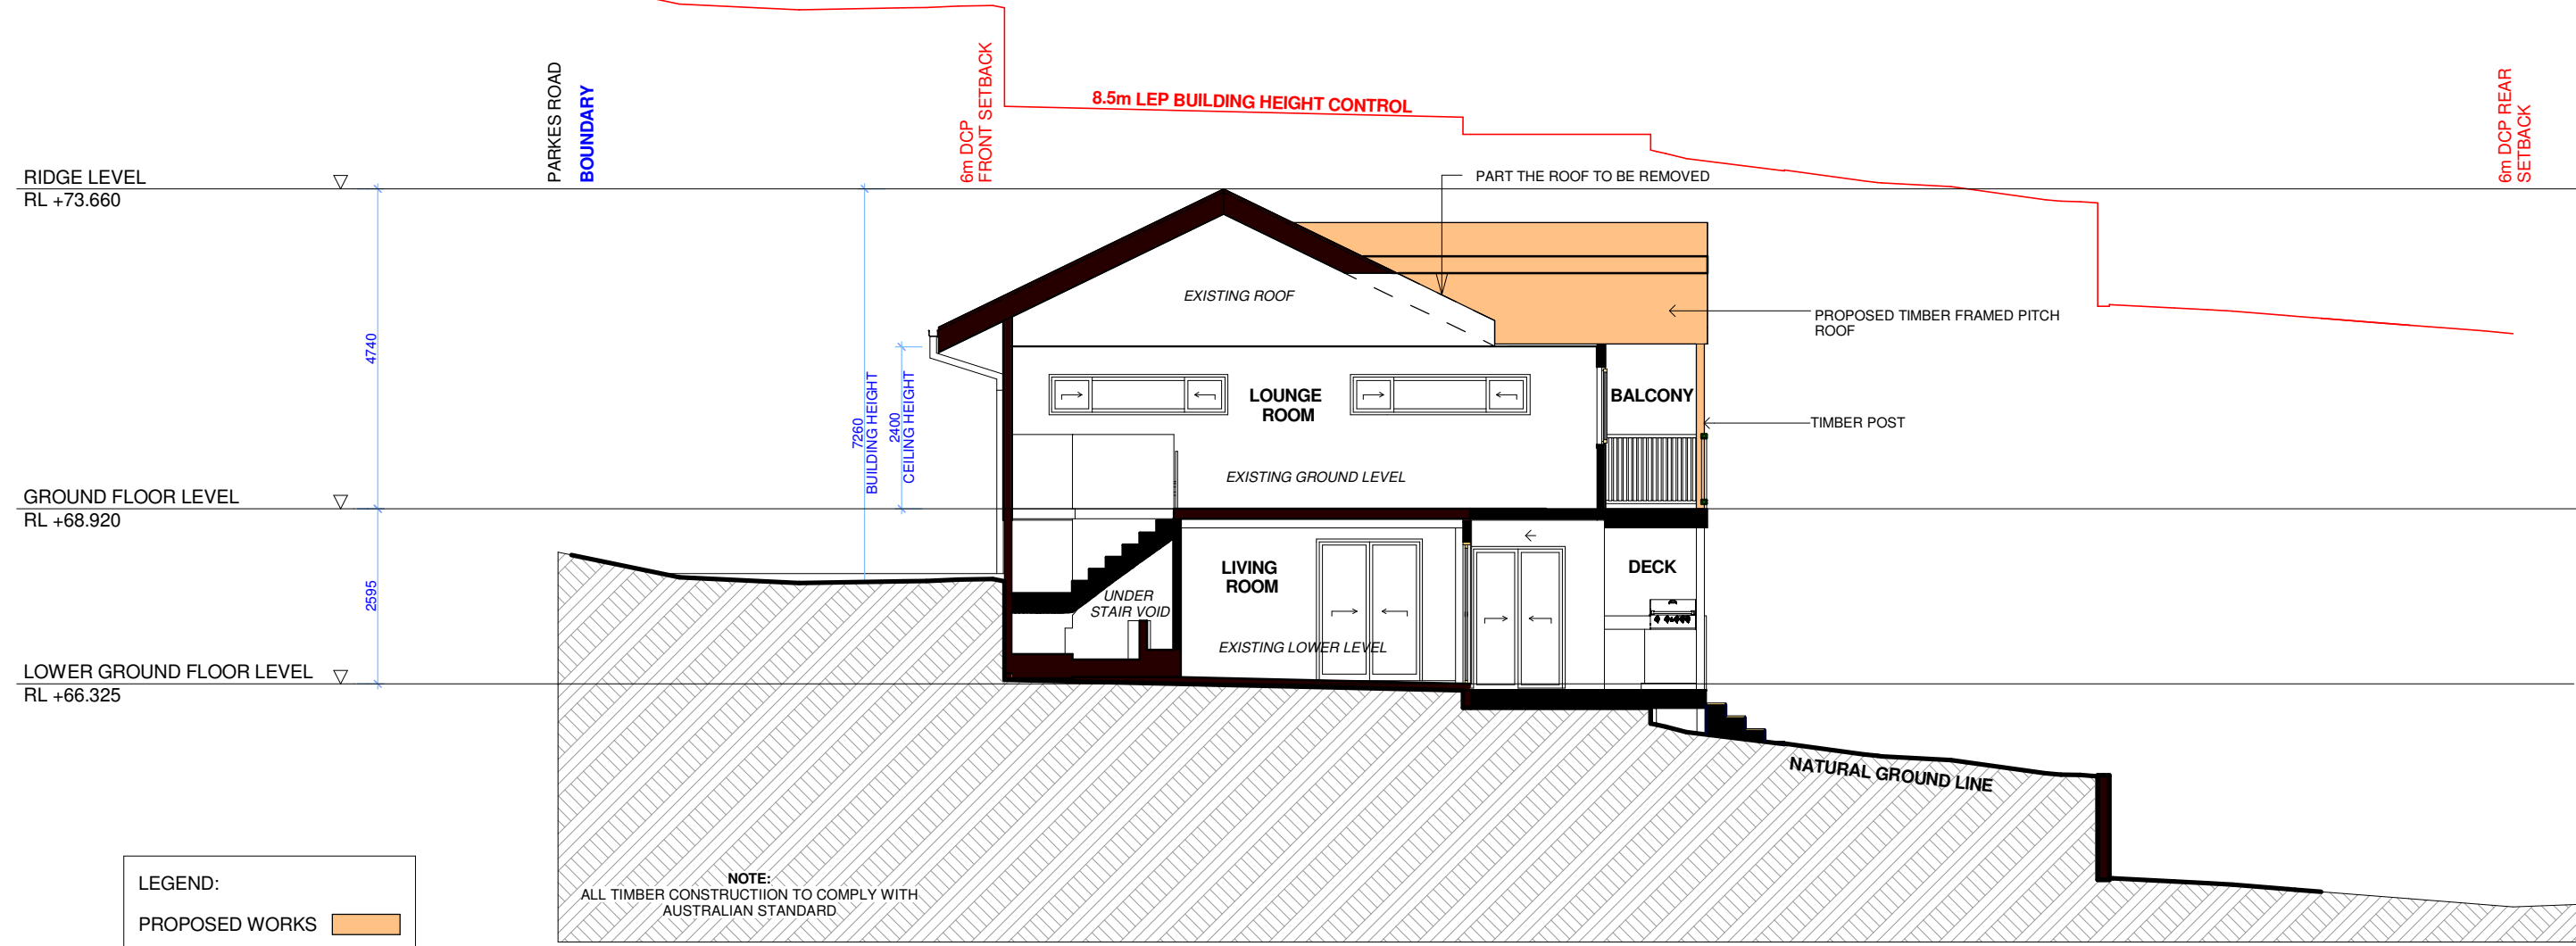 PARKES ROAD
BOUNDARY
6m DCP
FRONT SETBACK
8.5m LEP BUILDING HEIGHT CONTROL
6m DCP REAR
SETBACK
RIDGE LEVEL
RL +73.660
PART THE ROOF TO BE REMOVED
EXISTING ROOF
PROPOSED TIMBER FRAMED PITCH
ROOF
4740
7260
BUILDING HEIGHT
2400
CEILING HEIGHT
LOUNGE
ROOM
BALCONY
TIMBER POST
EXISTING GROUND LEVEL
GROUND FLOOR LEVEL
RL +68.920
2595
LIVING
ROOM
DECK
UNDER
STAIR VOID
EXISTING LOWER LEVEL
LOWER GROUND FLOOR LEVEL
RL +66.325
NATURAL GROUND LINE
NOTE:
ALL TIMBER CONSTRUCTIION TO COMPLY WITH
AUSTRALIAN STANDARD
LEGEND:
PROPOSED WORKS